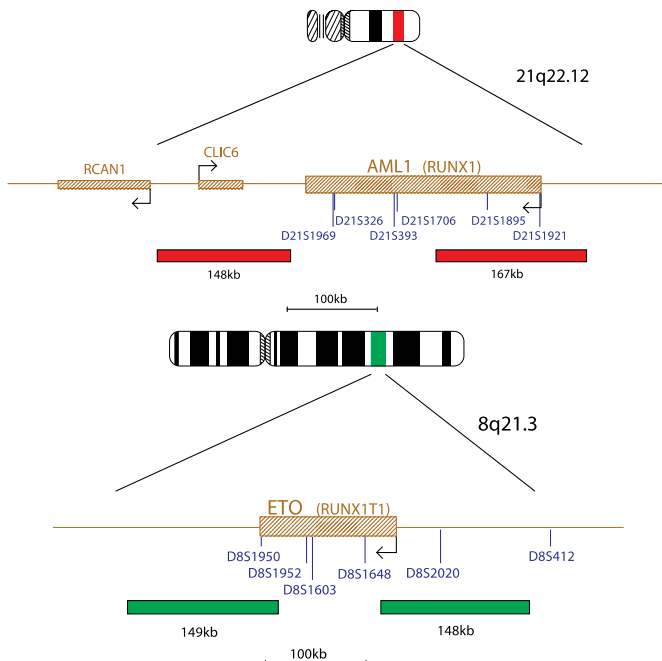 21q22.12
RCAN1
CLIC6
AML1 (RUNX1)
D21S326
D21S1706
D21S1895
D21S1969
D21S393
D21S1921
148kb
167kb
100kb
8q21.3
ETO (RUNX1T1)
D8S1950
D8S1952
D8S1603
D8S1648
D8S2020
D8S412
149kb
148kb
100kb